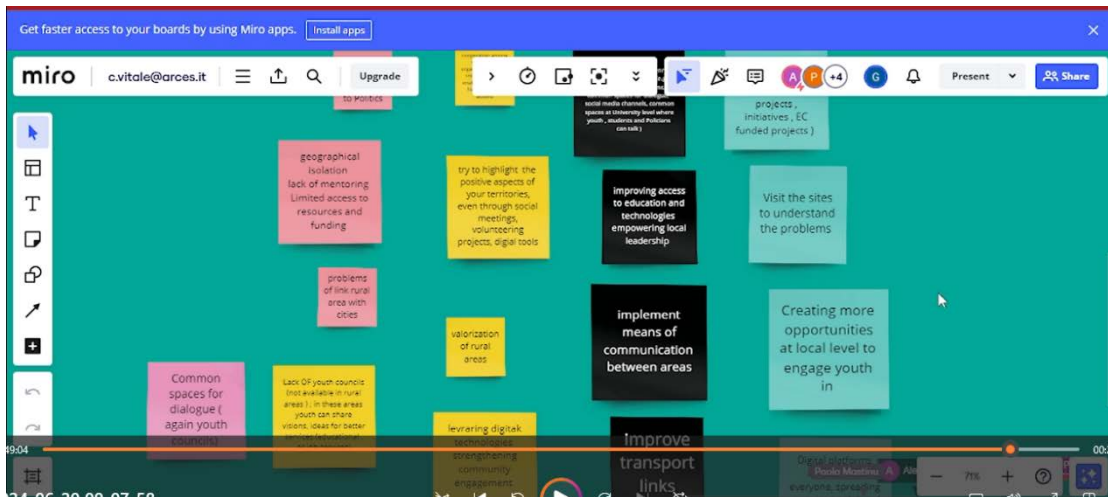 Get faster access to your boards by using Miro apps.
Install apps
miro
c.vitale@arces.it
Upgrade
A
P
+4
G
Present
Share
to Politics
social media channels, common
spaces at University level where
youth , students and Politicians
can talk )
projects ,
initiatives , EC
funded projects )
geographical
isolation
lack of mentoring
Limited access to
resources and
funding
try to highlight the
positive aspects of
your territories,
even through social
meetings,
volunteering
projects, digial tools
improving access
to education and
technologies
empowering local
leadership
Visit the sites
to understand
the problems
problems
of link rural
area with
cities
valorization
of rural
areas
implement
means of
communication
between areas
Creating more
opportunities
at local level to
engage youth
in
Common
spaces for
dialogue (
again youth
councils)
Lack OF youth councils
(not available in rural
areas ) ; in these areas
youth can share
visions, ideas for better
levraring digitak
technologies
strengthening
community
engagement
Improve
transport
links
Digital platforms
everyone, spreading
Paola Mastinu
A
71%